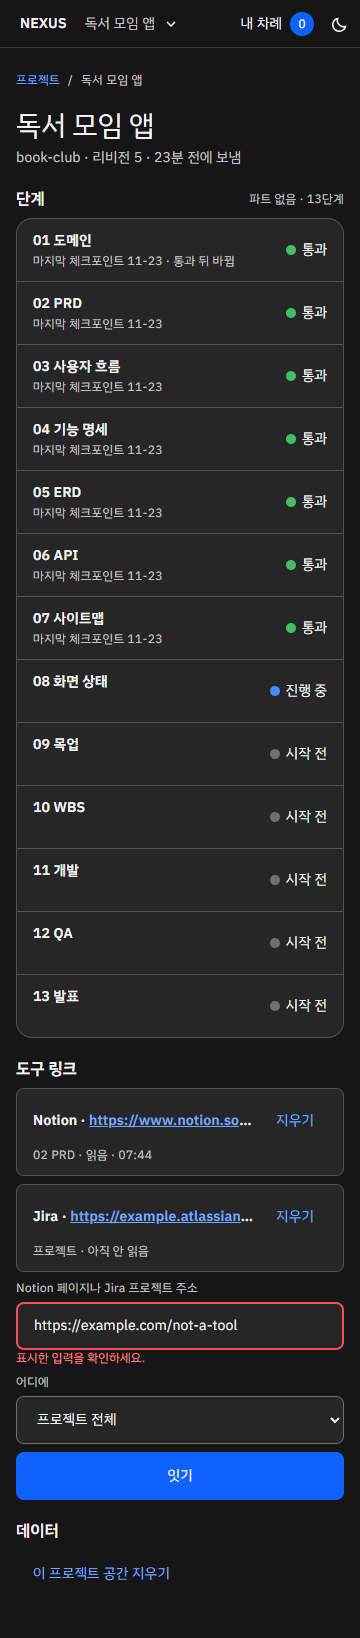 NEXUS 독서 모임 앱 내 차례 0
프로젝트 / 독서 모임 앱
독서 모임 앱
book-club · 리비전 5 · 23분 전에 보냄
단계 파트 없음 · 13단계
01 도메인 통과
마지막 체크포인트 11-23 · 통과 뒤 바뀜
02 PRD 통과
마지막 체크포인트 11-23
03 사용자 흐름 통과
마지막 체크포인트 11-23
04 기능 명세 통과
마지막 체크포인트 11-23
05 ERD 통과
마지막 체크포인트 11-23
06 API 통과
마지막 체크포인트 11-23
07 사이트맵 통과
마지막 체크포인트 11-23
08 화면 상태 진행 중
09 목업 시작 전
10 WBS 시작 전
11 개발 시작 전
12 QA 시작 전
13 발표 시작 전
도구 링크
Notion · https://www.notion.so... 지우기
02 PRD · 읽음 · 07:44
Jira · https://example.atlassian... 지우기
프로젝트 · 아직 안 읽음
Notion 페이지나 Jira 프로젝트 주소
https://example.com/not-a-tool
표시한 입력을 확인하세요.
어디에
프로젝트 전체
잇기
데이터
이 프로젝트 공간 지우기